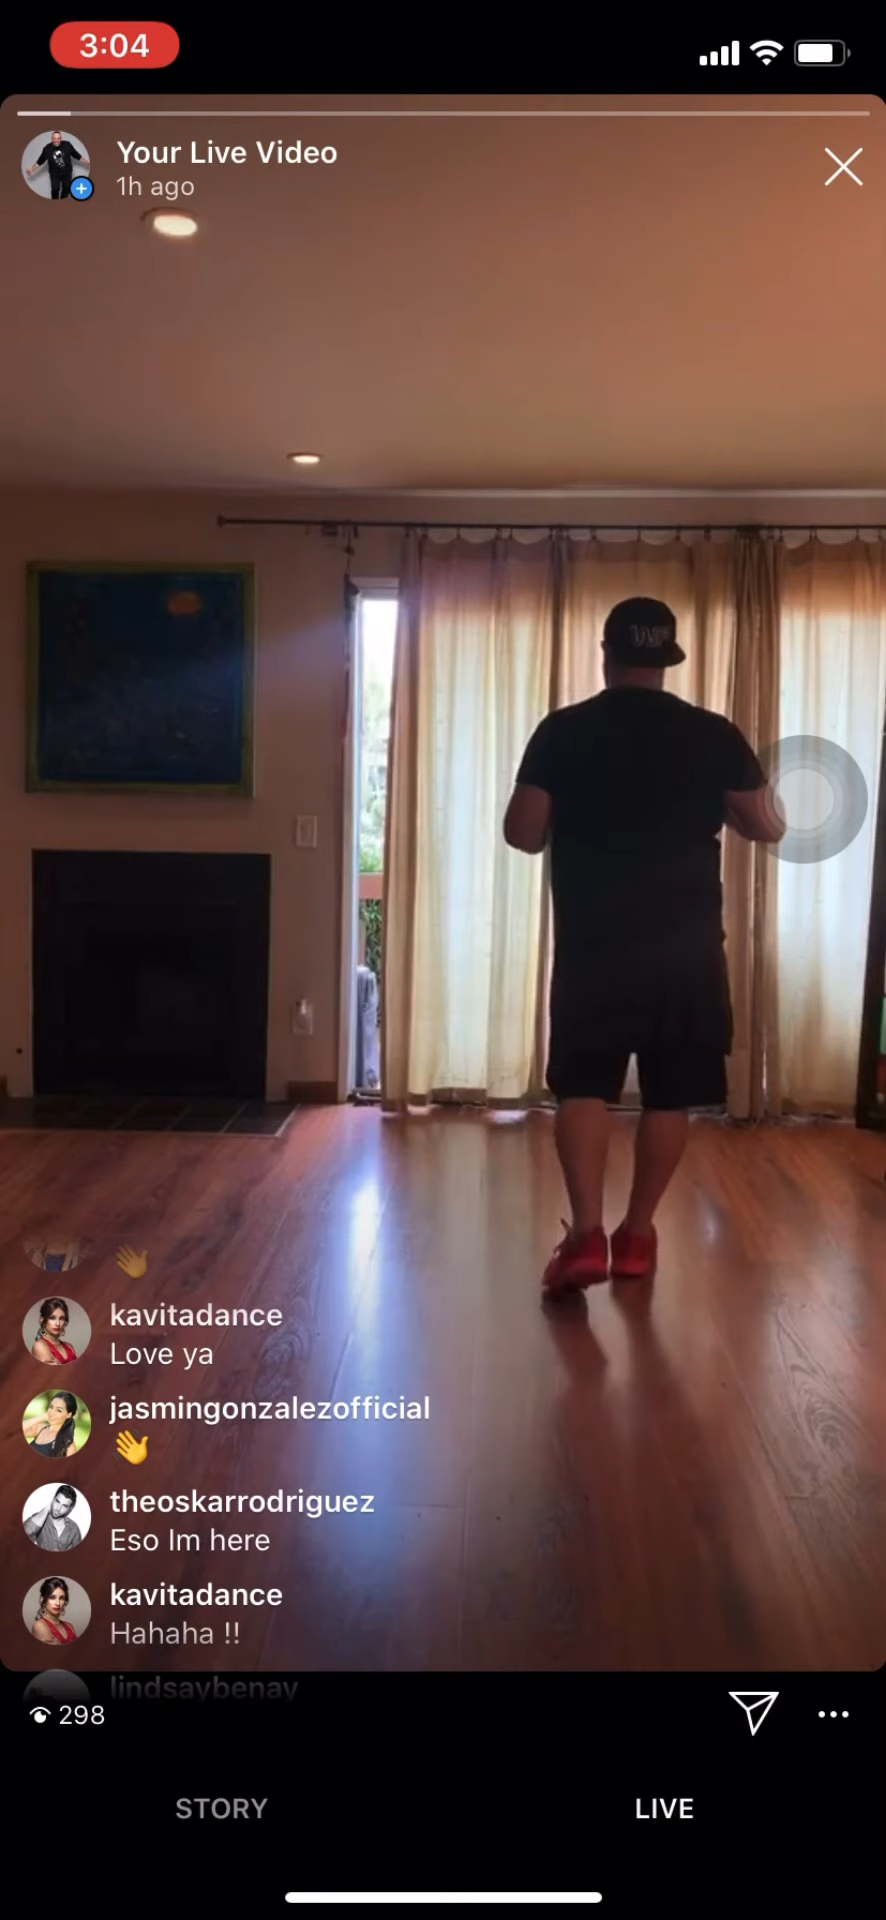 3:04
Your Live Video
1h ago
👋
kavitadance
Love ya
jasmingonzalezofficial
👋
theoskarrodriguez
Eso Im here
kavitadance
Hahaha !!
lindsaybenay
298
STORY
LIVE